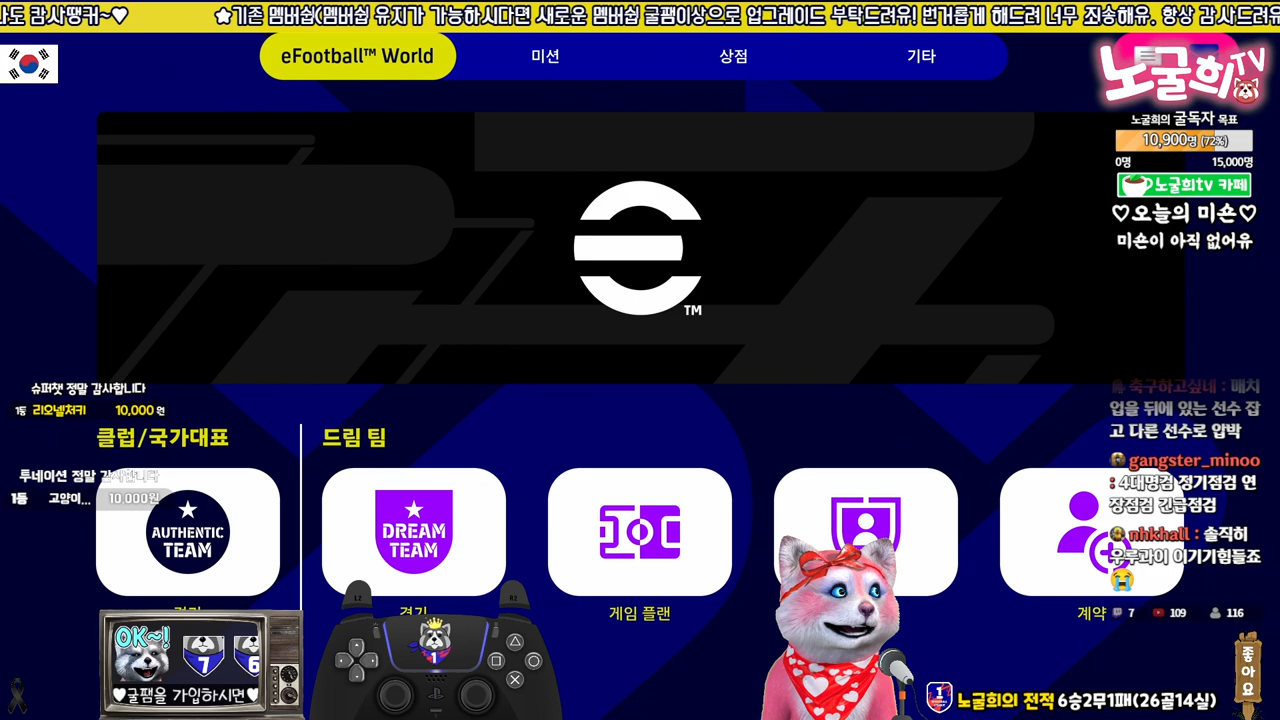 나도 감사땡커~♥
★기존 멤버쉽(멤버쉽 유지가 가능하시다면 새로운 멤버쉽 굴팸이상으로 업그레이드 부탁드려유! 번거롭게 해드려 너무 죄송해유. 항상 감사드려유
eFootball™ World
미션
상점
기타
노굴희TV
노굴희의 굴독자 목표
10,900명 (72%)
0명
15,000명
노굴희tv 카페
♡오늘의 미숀♡
미숀이 아직 없어유
TM
슈퍼챗 정말 감사합니다
1등 리오넬처키 10,000 원
클럽/국가대표
드림 팀
투네이션 정말 감사합니다
1등 고얌미... 10,000원
축구하고싶네 : 매치업을 뒤에 있는 선수 잡고 다른 선수로 압박
gangster_minoo : 4대명검 정기점검 연장점검 긴급점검
nhkhall : 솔직히 우루과이 이기기힘들죠 😭
AUTHENTIC TEAM
DREAM TEAM
경기
경기
게임 플랜
계약
7
109
116
L2
R2
1
OK~!
7
6
♥굴팸을 가입하시면♥
좋아요
1
노굴희의 전적 6승2무1패(26골14실)